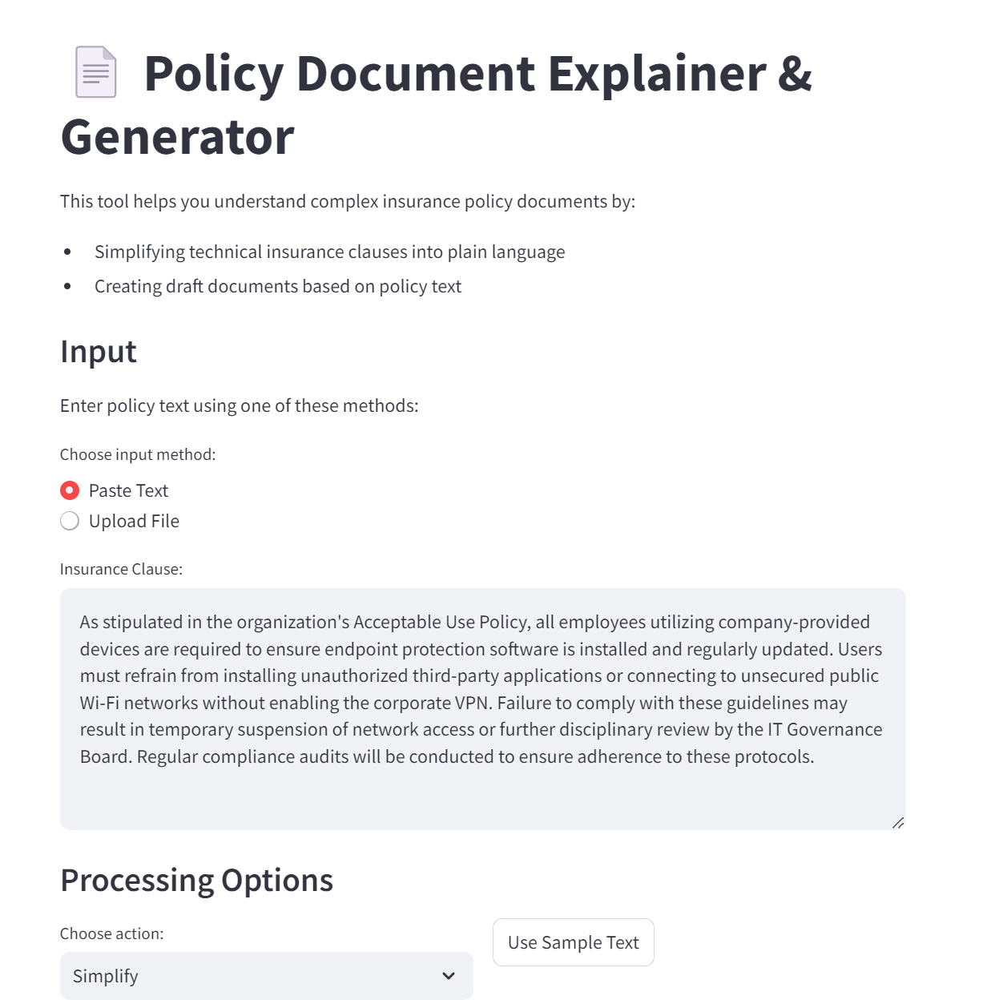 Policy Document Explainer &
Generator
This tool helps you understand complex insurance policy documents by:
• Simplifying technical insurance clauses into plain language
• Creating draft documents based on policy text
Input
Enter policy text using one of these methods:
Choose input method:
Paste Text
Upload File
Insurance Clause:
As stipulated in the organization's Acceptable Use Policy, all employees utilizing company-provided
devices are required to ensure endpoint protection software is installed and regularly updated. Users
must refrain from installing unauthorized third-party applications or connecting to unsecured public
Wi-Fi networks without enabling the corporate VPN. Failure to comply with these guidelines may
result in temporary suspension of network access or further disciplinary review by the IT Governance
Board. Regular compliance audits will be conducted to ensure adherence to these protocols.
Processing Options
Choose action:
Use Sample Text
Simplify